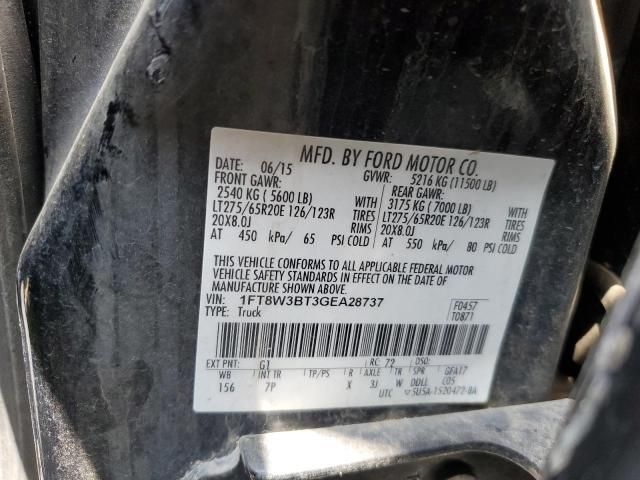 MFD. BY FORD MOTOR CO.
DATE: 06/15 GVWR: 5216 KG (11500 LB)
FRONT GAWR: REAR GAWR:
2540 KG ( 5600 LB) WITH 3175 KG ( 7000 LB) WITH
LT275/65R20E 126/123R TIRES LT275/65R20E 126/123R TIRES
20X8.0J RIMS 20X8.0J RIMS
AT 450 kPa/ 65 PSI COLD AT 550 kPa/ 80 PSI COLD
THIS VEHICLE CONFORMS TO ALL APPLICABLE FEDERAL MOTOR
VEHICLE SAFETY STANDARDS IN EFFECT ON THE DATE OF
MANUFACTURE SHOWN ABOVE.
VIN: 1FT8W3BT3GEA28737 F0457
TYPE: Truck T0871
EXT PNT: G1 RC: 72 DSO:
WB INT TR TP/PS R AXLE TR SPR GFA17
156 7P X 3J W DDLL C05
UTC 5USA-1520472-BA